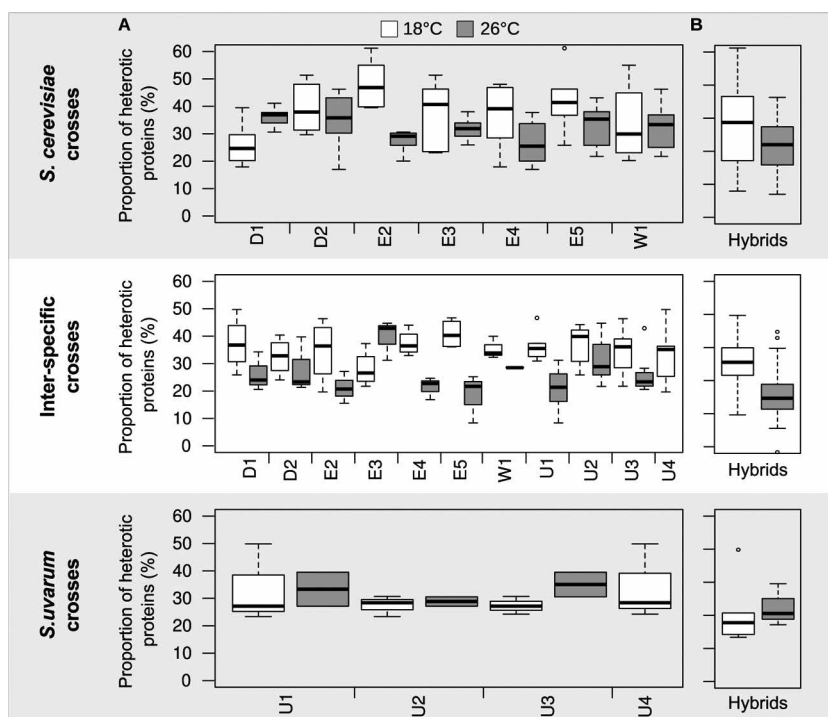 A
18°C
26°C
B
S. cerevisiae
crosses
Proportion of heterotic
proteins (%)
60
50
40
30
20
10
0
D1
D2
E2
E3
E4
E5
W1
Hybrids
Inter-specific
crosses
Proportion of heterotic
proteins (%)
60
50
40
30
20
10
0
D1
D2
E2
E3
E4
E5
W1
U1
U2
U3
U4
Hybrids
S.uvarum
crosses
Proportion of heterotic
proteins (%)
60
50
40
30
20
10
0
U1
U2
U3
U4
Hybrids